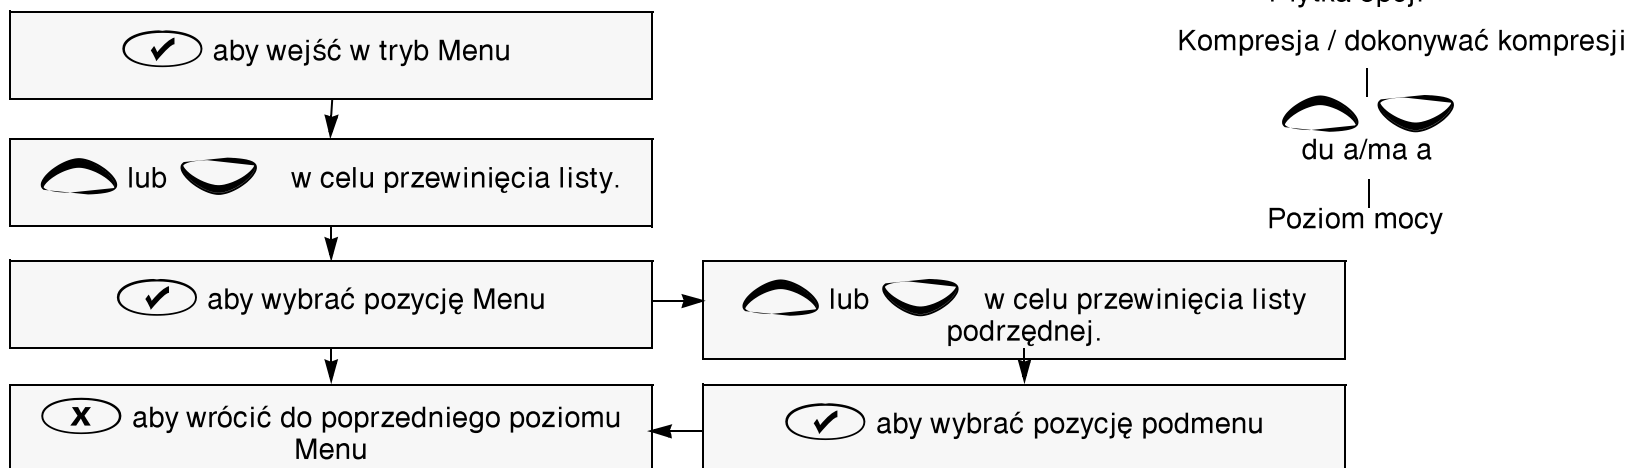 aby wejść w tryb Menu
lub w celu przewinięcia listy.
aby wybrać pozycję Menu
lub w celu przewinięcia listy
podrzędnej.
X aby wrócić do poprzedniego poziomu
Menu
aby wybrać pozycję podmenu
Kompresja / dokonywać kompresji
du a/ma a
Poziom mocy